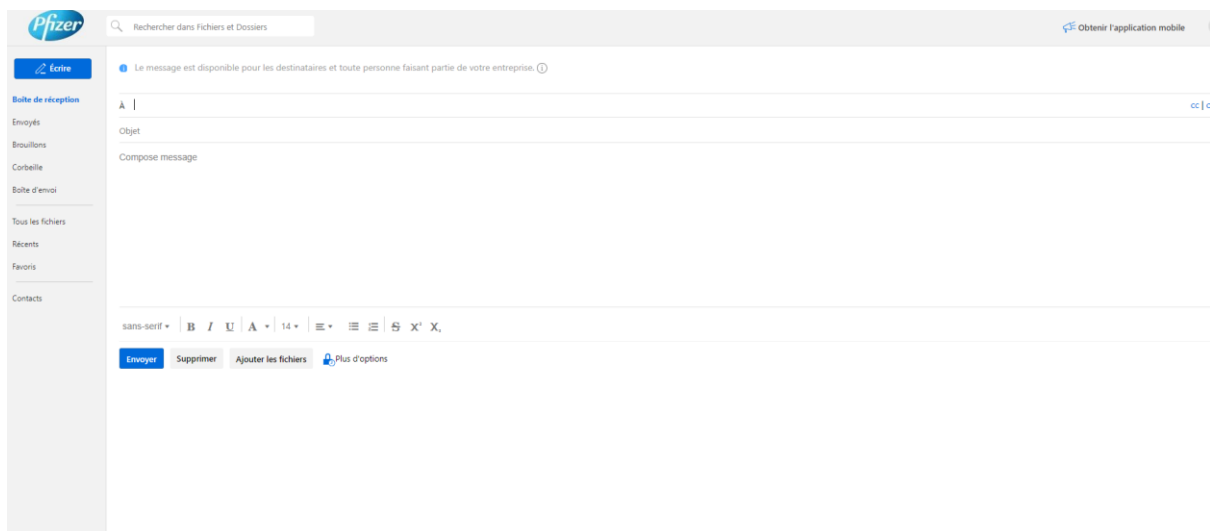 Pfizer
Rechercher dans Fichiers et Dossiers
Obtenir l'application mobile
Écrire
Le message est disponible pour les destinataires et toute personne faisant partie de votre entreprise.
Boîte de réception
À
cc |
Envoyés
Objet
Brouillons
Compose message
Corbeille
Boîte d'envoi
Tous les fichiers
Récents
Favoris
Contacts
sans-serif B I U A 14 S X² X,
Envoyer Supprimer Ajouter les fichiers Plus d'options